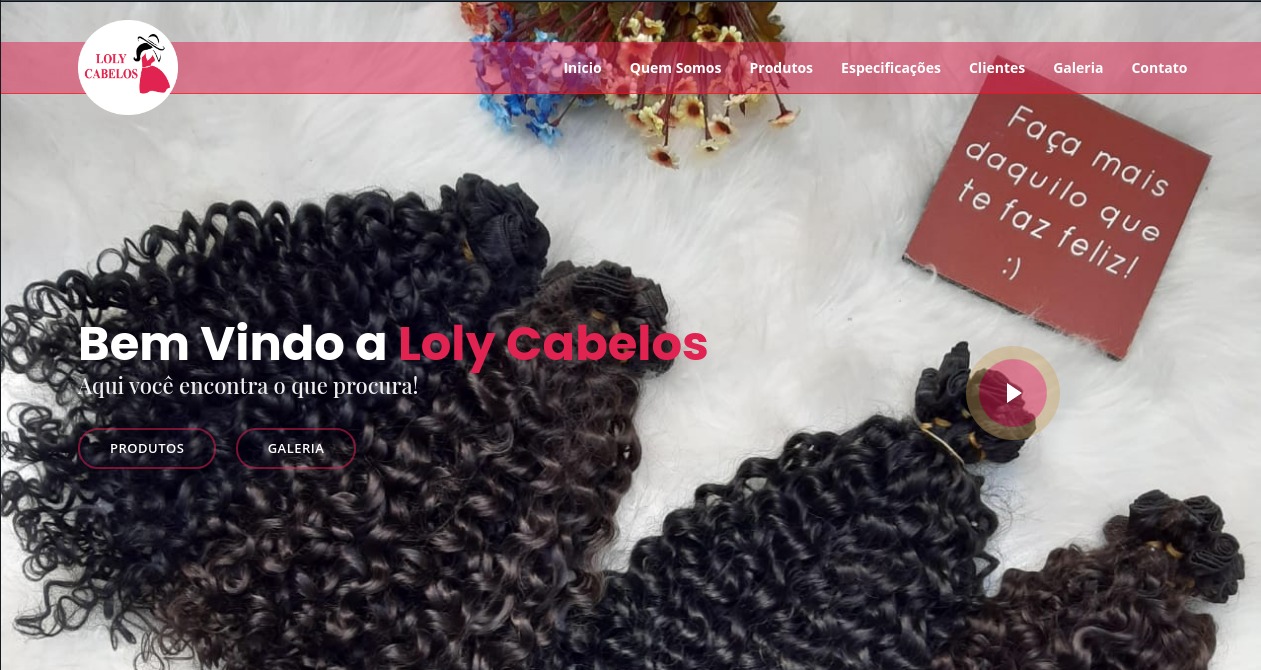 LOLY
CABELOS
Inicio Quem Somos Produtos Especificações Clientes Galeria Contato
Faça mais
daquilo que
te faz feliz!
:)
Bem Vindo a Loly Cabelos
Aqui você encontra o que procura!
PRODUTOS GALERIA